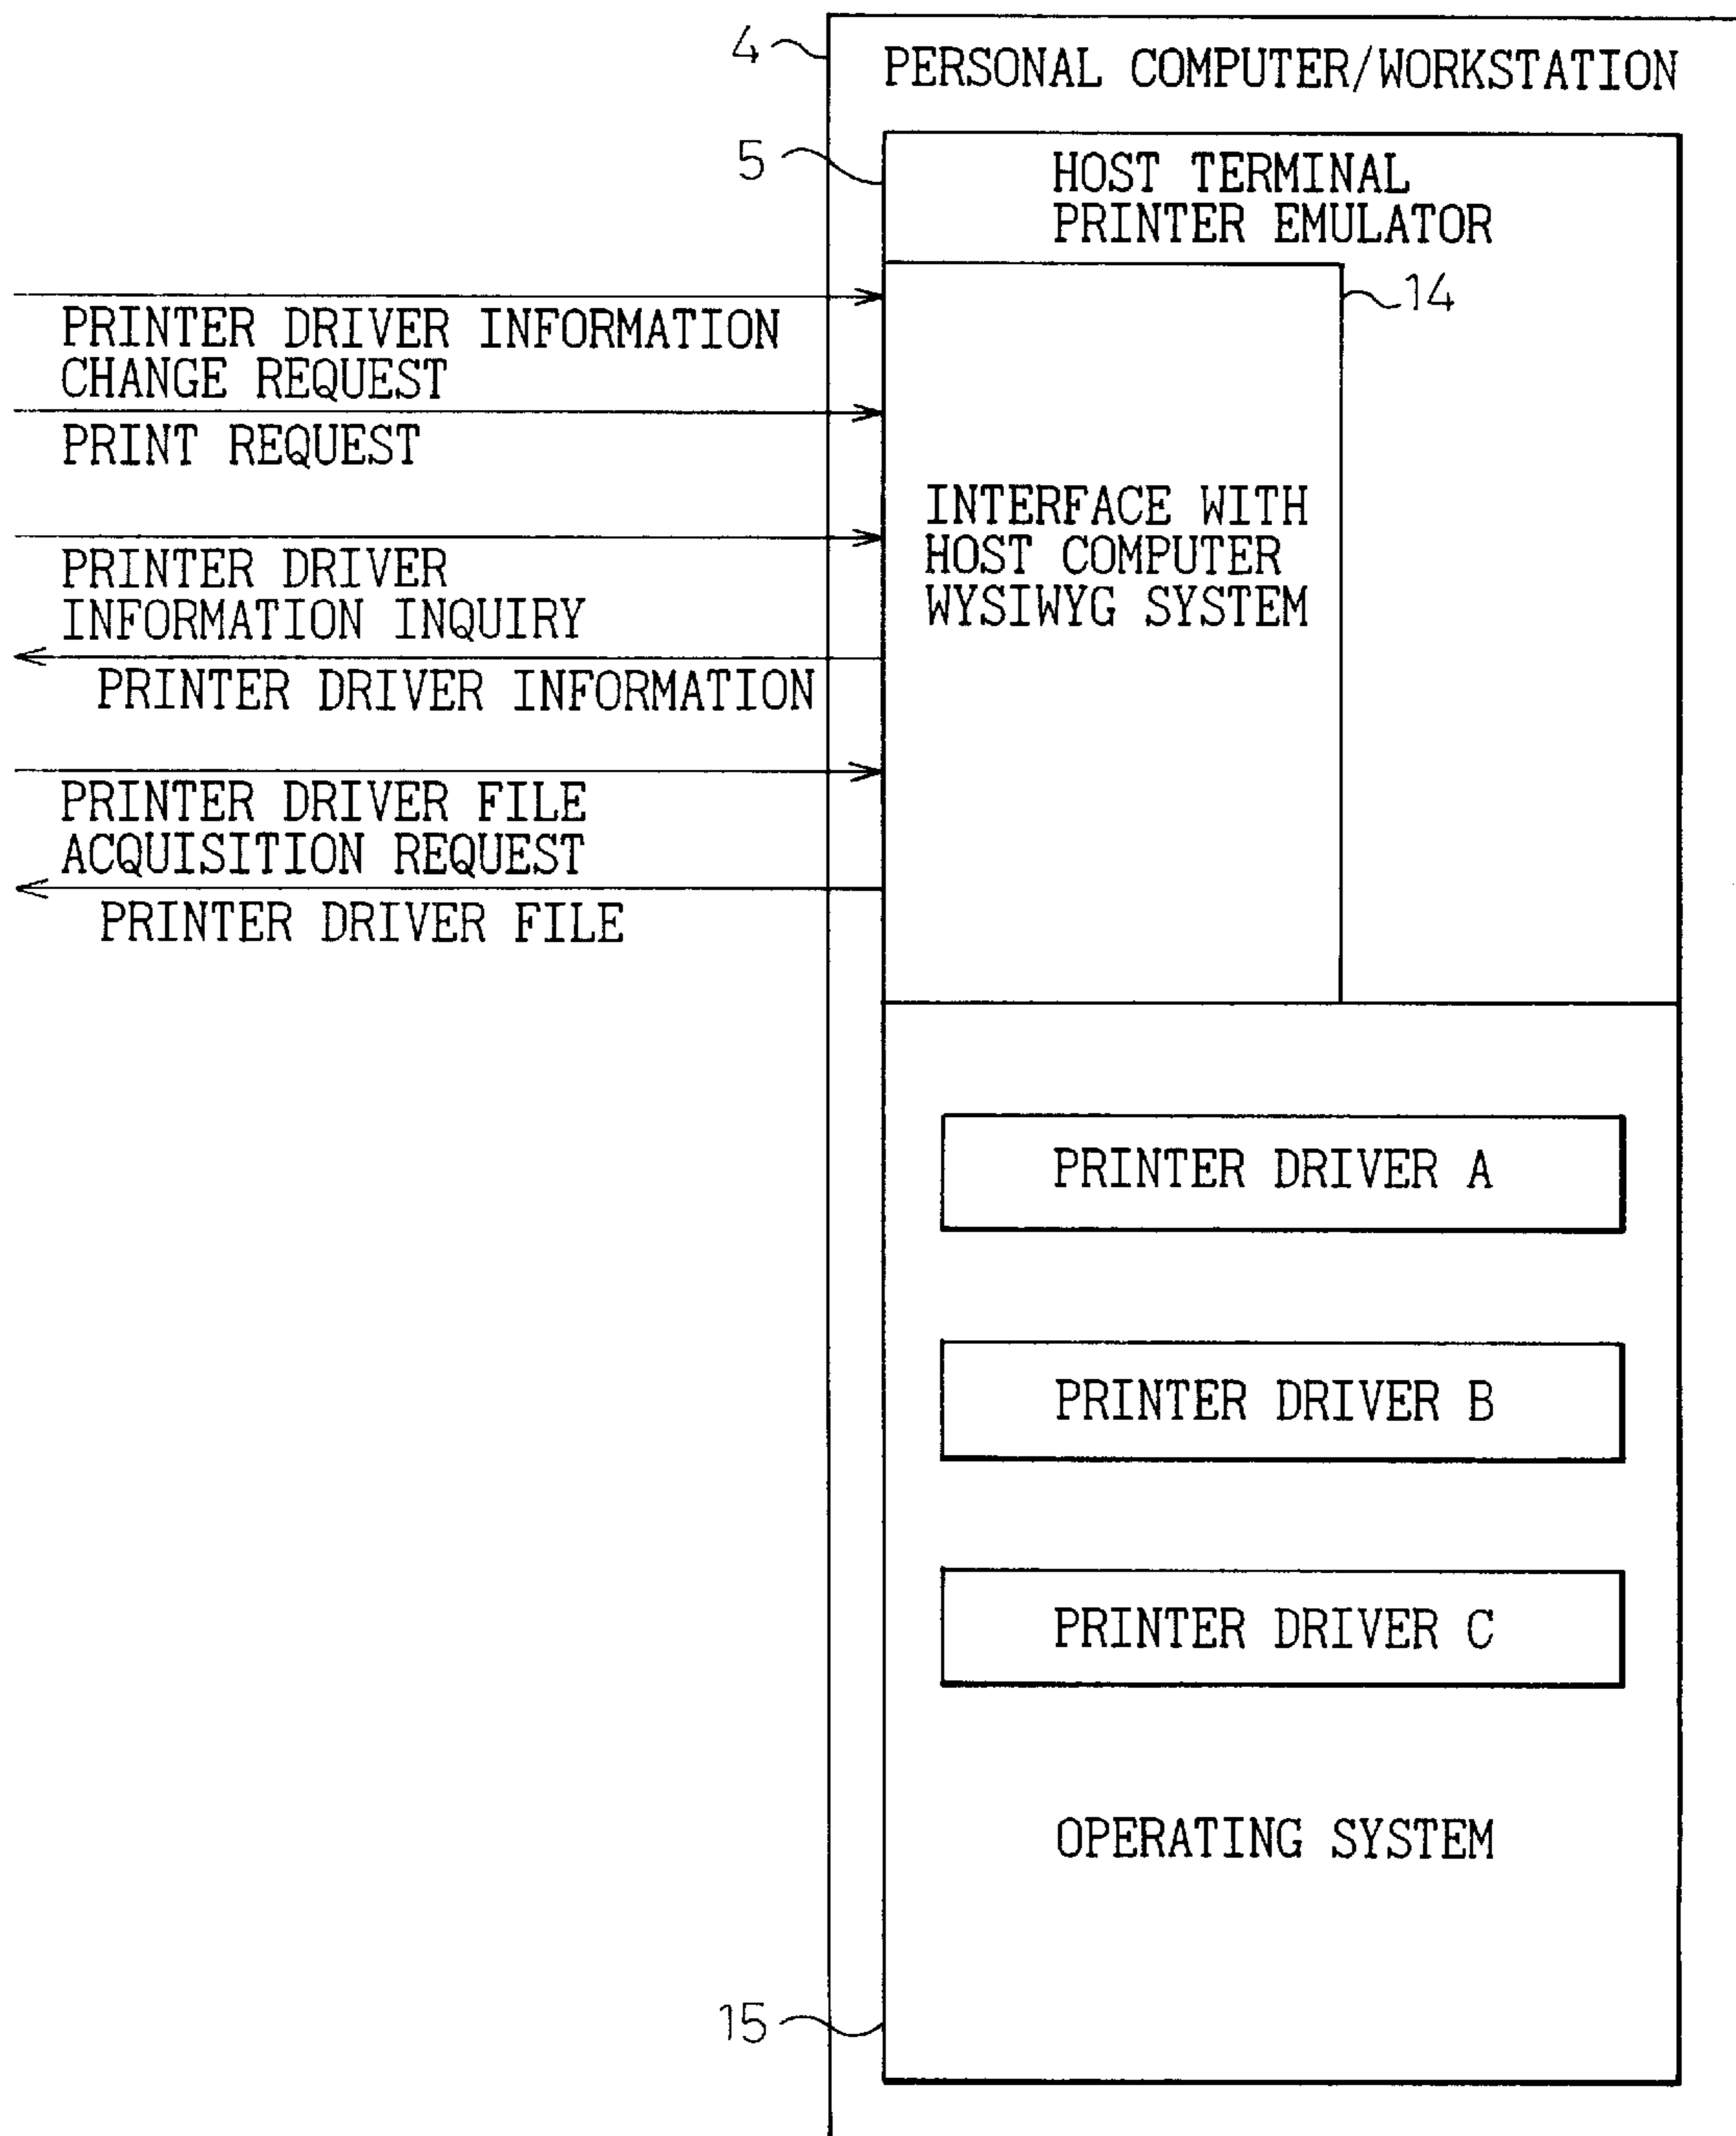 4
PERSONAL COMPUTER/WORKSTATION
5
HOST TERMINAL
PRINTER EMULATOR
14
PRINTER DRIVER INFORMATION
CHANGE REQUEST
PRINT REQUEST
INTERFACE WITH
HOST COMPUTER
WYSIWYG SYSTEM
PRINTER DRIVER
INFORMATION INQUIRY
PRINTER DRIVER INFORMATION
PRINTER DRIVER FILE
ACQUISITION REQUEST
PRINTER DRIVER FILE
PRINTER DRIVER A
PRINTER DRIVER B
PRINTER DRIVER C
OPERATING SYSTEM
15